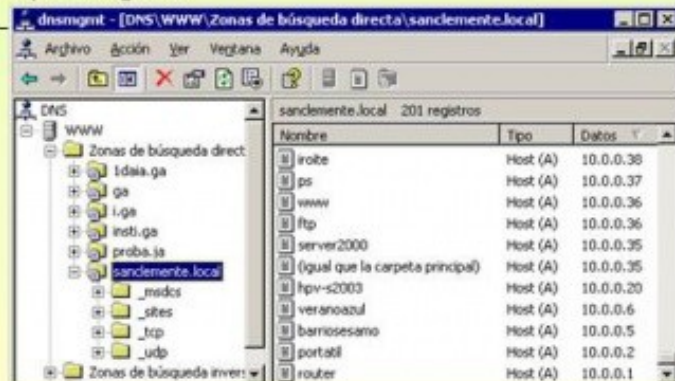 dnsmgmt - [DNS\WWW\Zonas de búsqueda directa\sanclemente.local]
Archivo Acción Ver Ventana Ayuda
DNS
WWW
Zonas de búsqueda direct
1daia.ga
ga
i.ga
insti.ga
proba.ja
sanclemente.local
_msdcs
_sites
_tcp
_udp
Zonas de búsqueda invers
sanclemente.local 201 registros
Nombre Tipo Datos
iroite Host (A) 10.0.0.38
ps Host (A) 10.0.0.37
www Host (A) 10.0.0.36
ftp Host (A) 10.0.0.36
server2000 Host (A) 10.0.0.35
(igual que la carpeta principal) Host (A) 10.0.0.35
hpv-s2003 Host (A) 10.0.0.20
veranoazul Host (A) 10.0.0.6
barriosesamo Host (A) 10.0.0.5
portatil Host (A) 10.0.0.2
router Host (A) 10.0.0.1